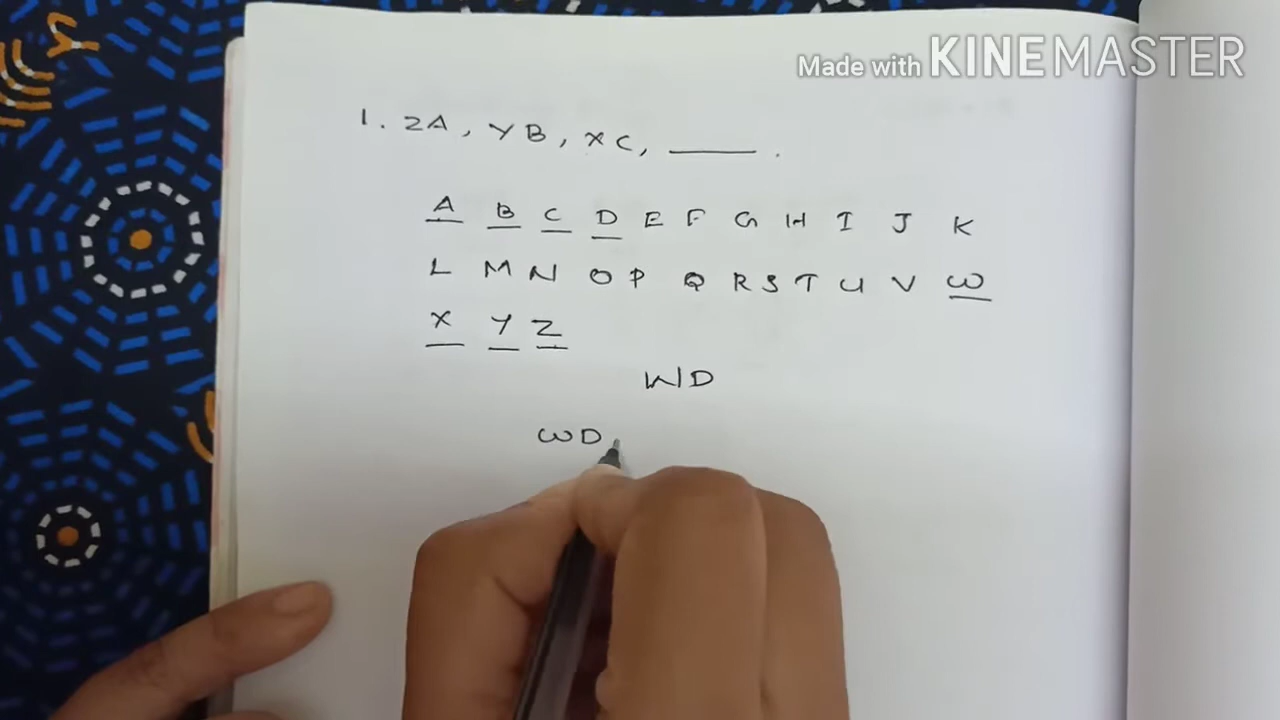 Made with KINEMASTER
1. ZA, YB, XC, ______.
A B C D E F G H I J K
L M N O P Q R S T U V W
X Y Z
WD
WD